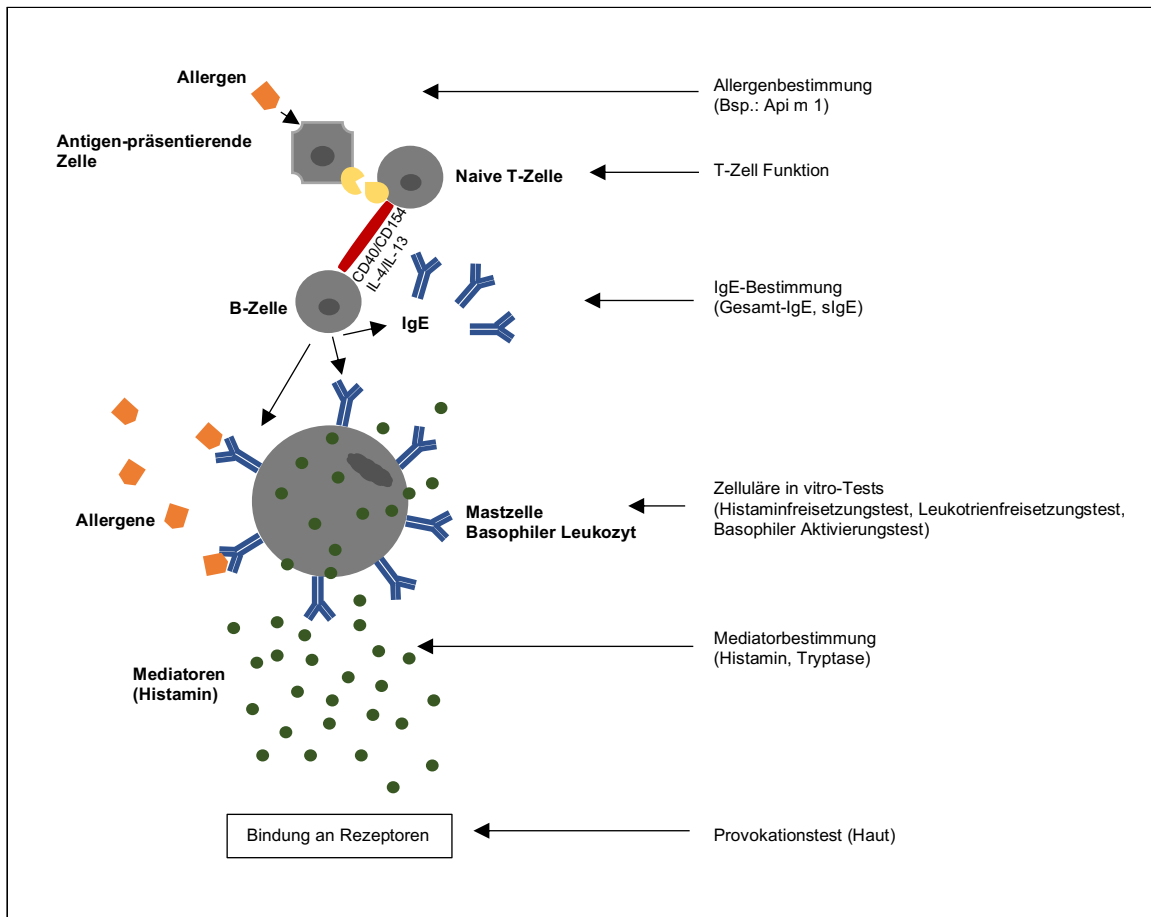 Allergen
Allergenbestimmung
(Bsp.: Api m 1)
Antigen-präsentierende
Zelle
Naive T-Zelle
T-Zell Funktion
CD40/CD154
IL-4/IL-13
B-Zelle
IgE
IgE-Bestimmung
(Gesamt-IgE, sIgE)
Allergene
Mastzelle
Basophiler Leukozyt
Zelluläre in vitro-Tests
(Histaminfreisetzungstest, Leukotrienfreisetzungstest,
Basophiler Aktivierungstest)
Mediatoren
(Histamin)
Mediatorbestimmung
(Histamin, Tryptase)
Bindung an Rezeptoren
Provokationstest (Haut)